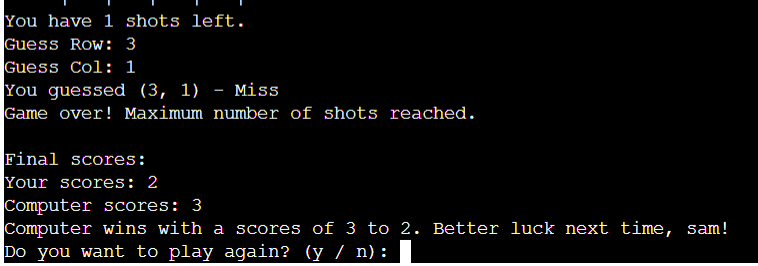 You have 1 shots left.
Guess Row: 3
Guess Col: 1
You guessed (3, 1) - Miss
Game over! Maximum number of shots reached.
Final scores:
Your scores: 2
Computer scores: 3
Computer wins with a scores of 3 to 2. Better luck next time, sam!
Do you want to play again? (y / n):